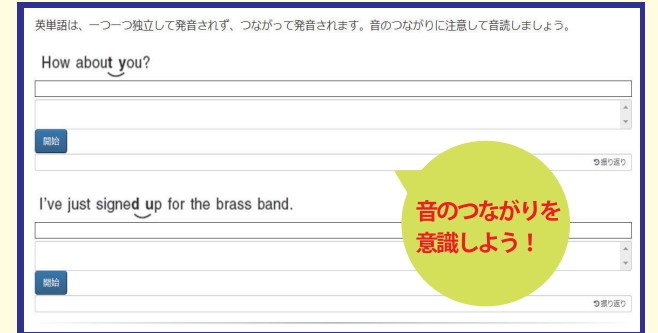 英単語は、一つ一つ独立して発音されず、つながって発音されます。音のつながりに注意して音読しましょう。
How about you?
開始
振り返り
I've just signed up for the brass band.
音のつながりを
意識しよう！
開始
振り返り